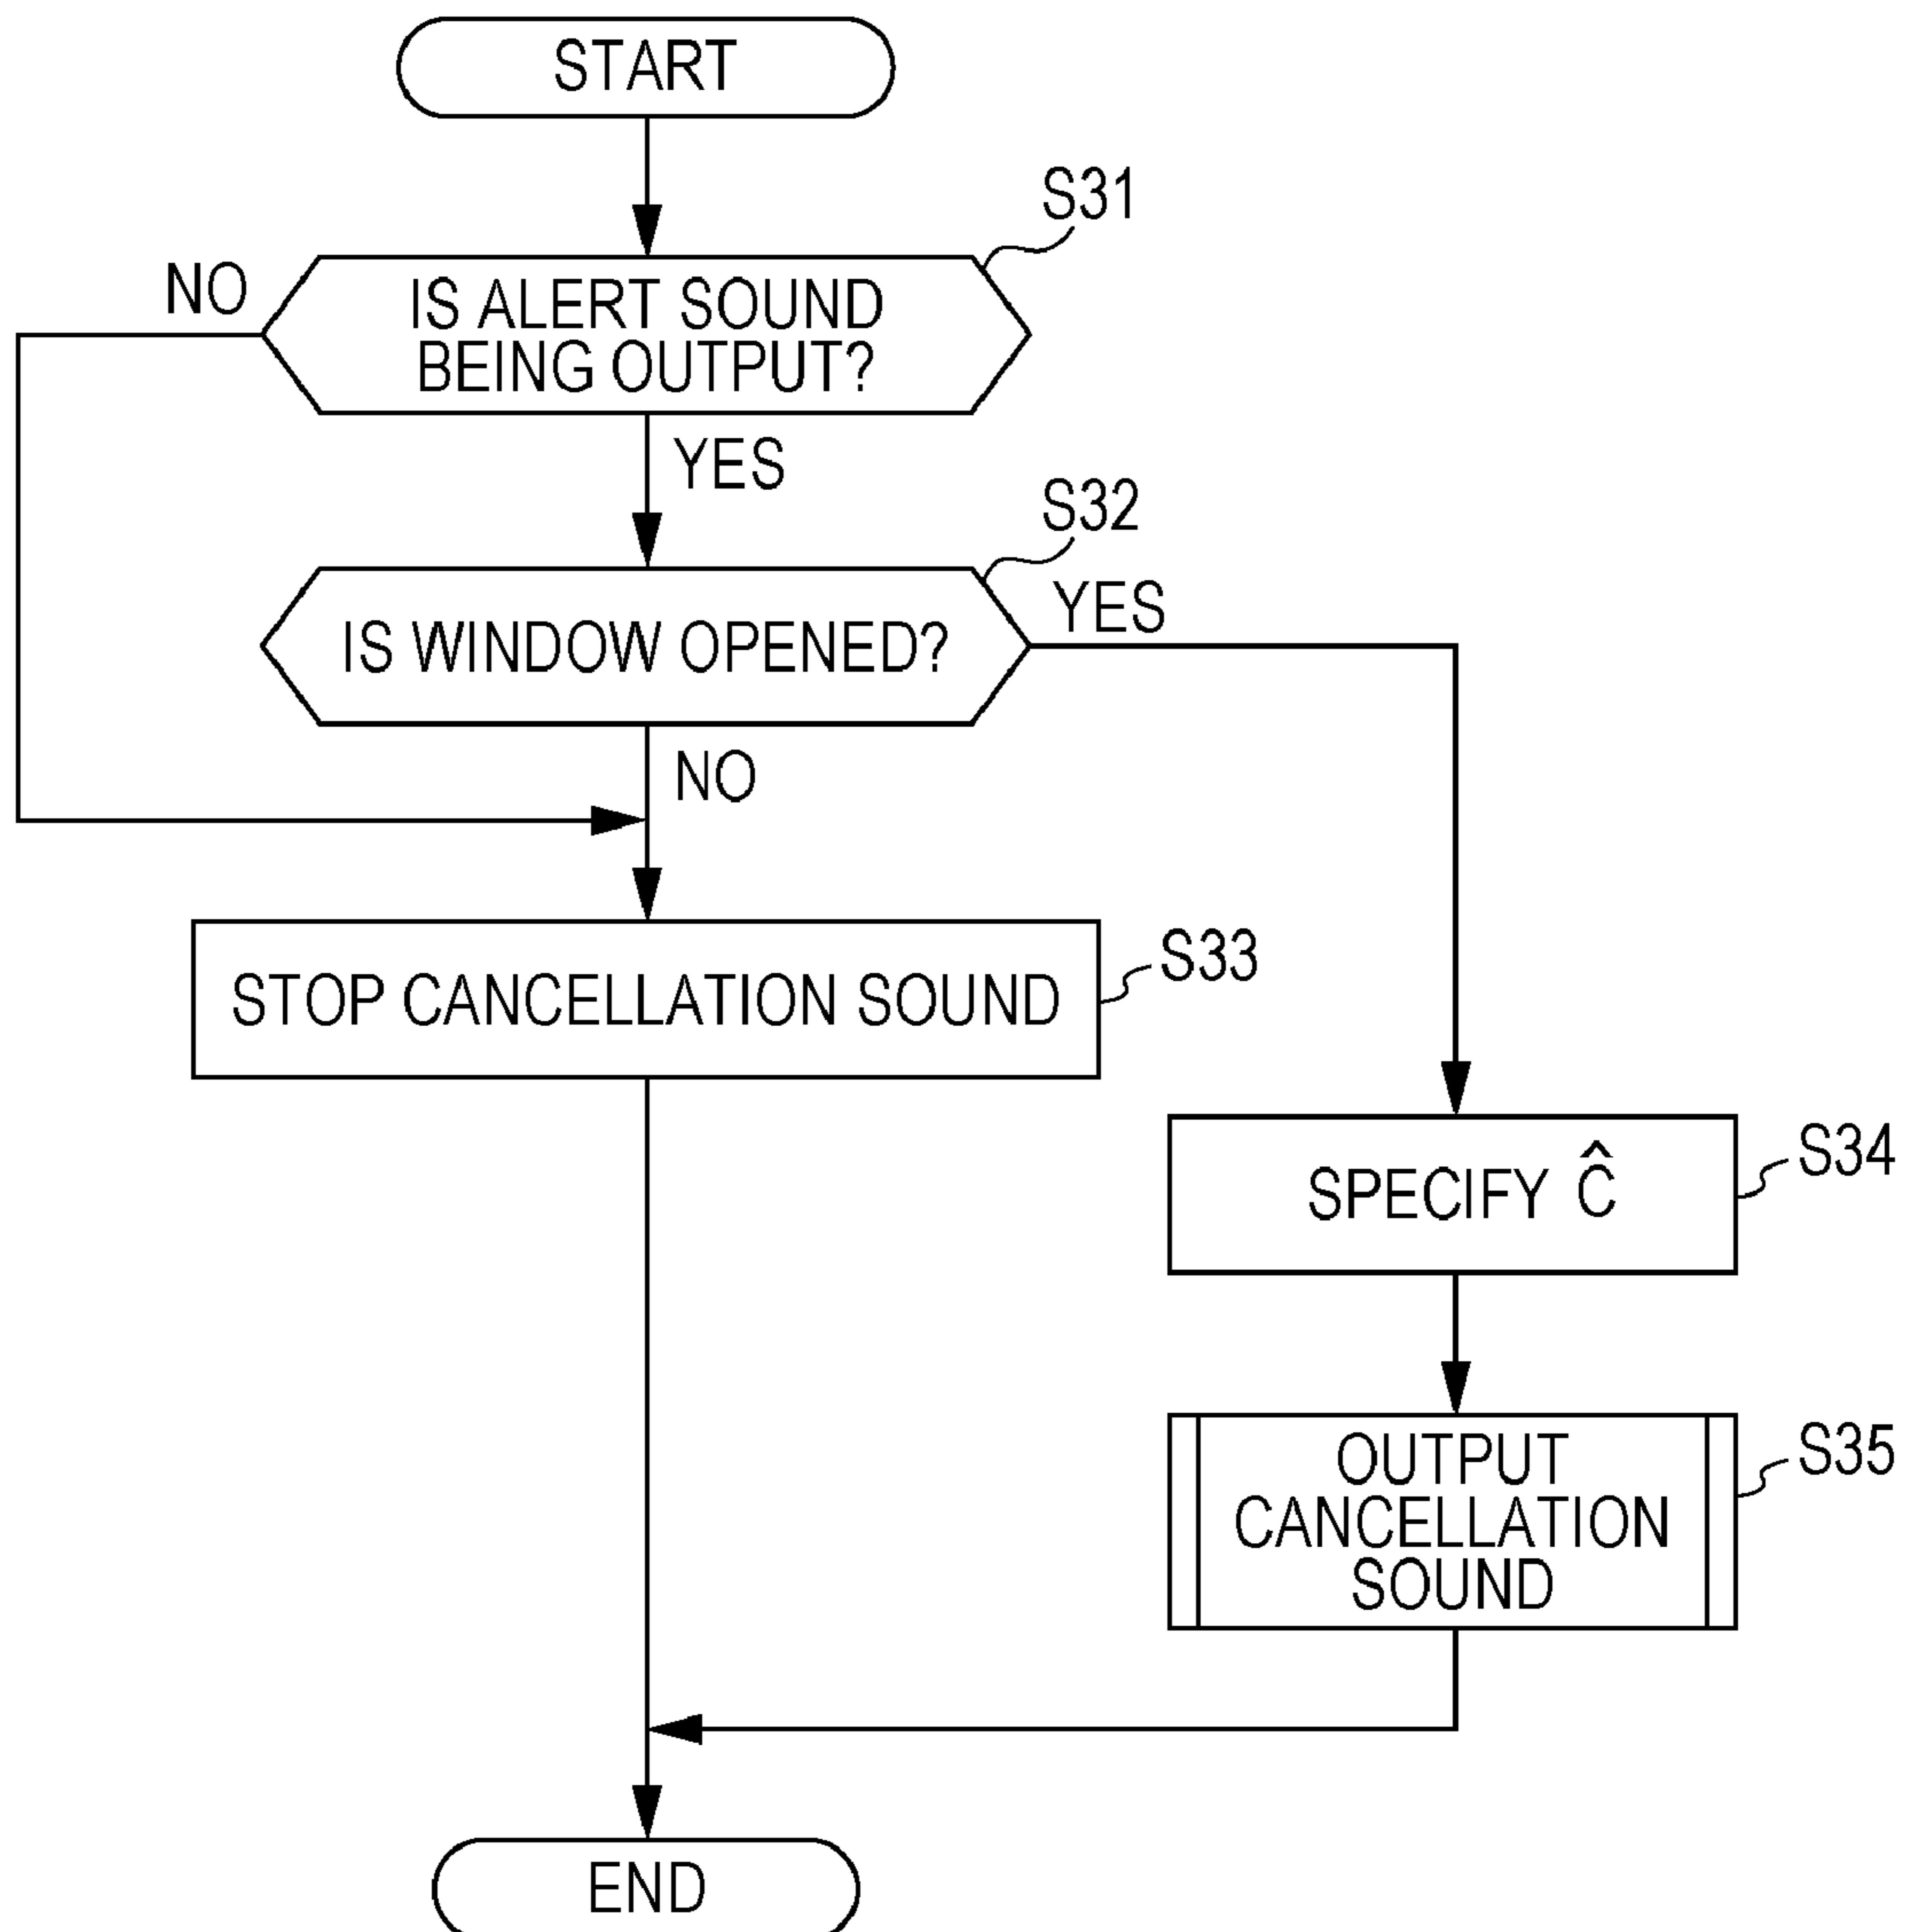 START
S31
NO
IS ALERT SOUND
BEING OUTPUT?
YES
S32
YES
IS WINDOW OPENED?
NO
STOP CANCELLATION SOUND
S33
SPECIFY Ĉ
S34
OUTPUT
CANCELLATION
SOUND
S35
END